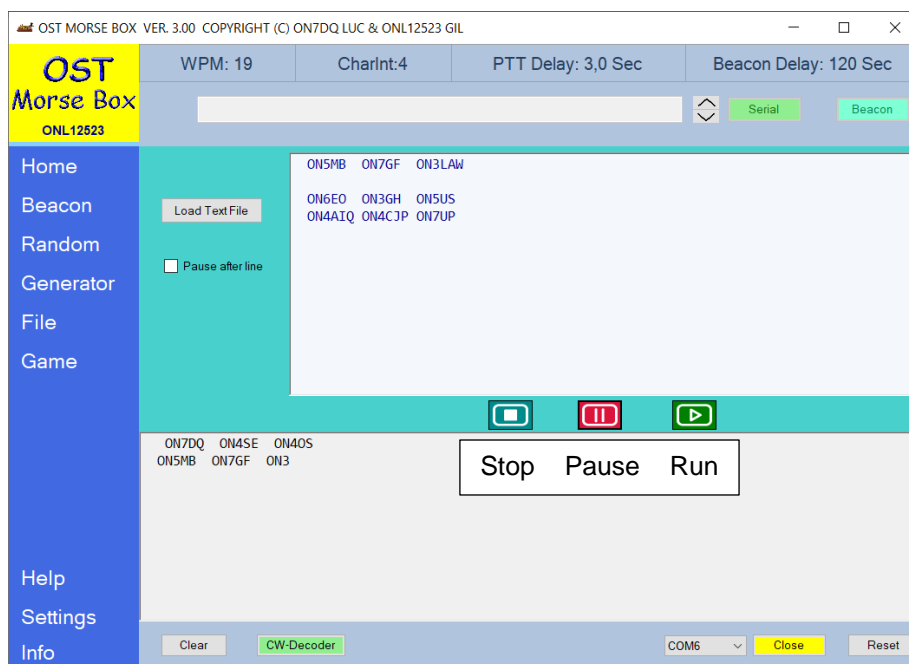 OST MORSE BOX VER. 3.00 COPYRIGHT (C) ON7DQ LUC & ONL12523 GIL
OST
Morse Box
ONL12523
WPM: 19 CharInt:4 PTT Delay: 3,0 Sec Beacon Delay: 120 Sec
Serial Beacon
Home
Beacon
Random
Generator
File
Game
Help
Settings
Info
Load Text File
Pause after line
ON5MB ON7GF ON3LAW
ON6EO ON3GH ON5US
ON4AIQ ON4CJP ON7UP
ON7DQ ON4SE ON4OS
ON5MB ON7GF ON3
Stop Pause Run
Clear CW-Decoder COM6 Close Reset